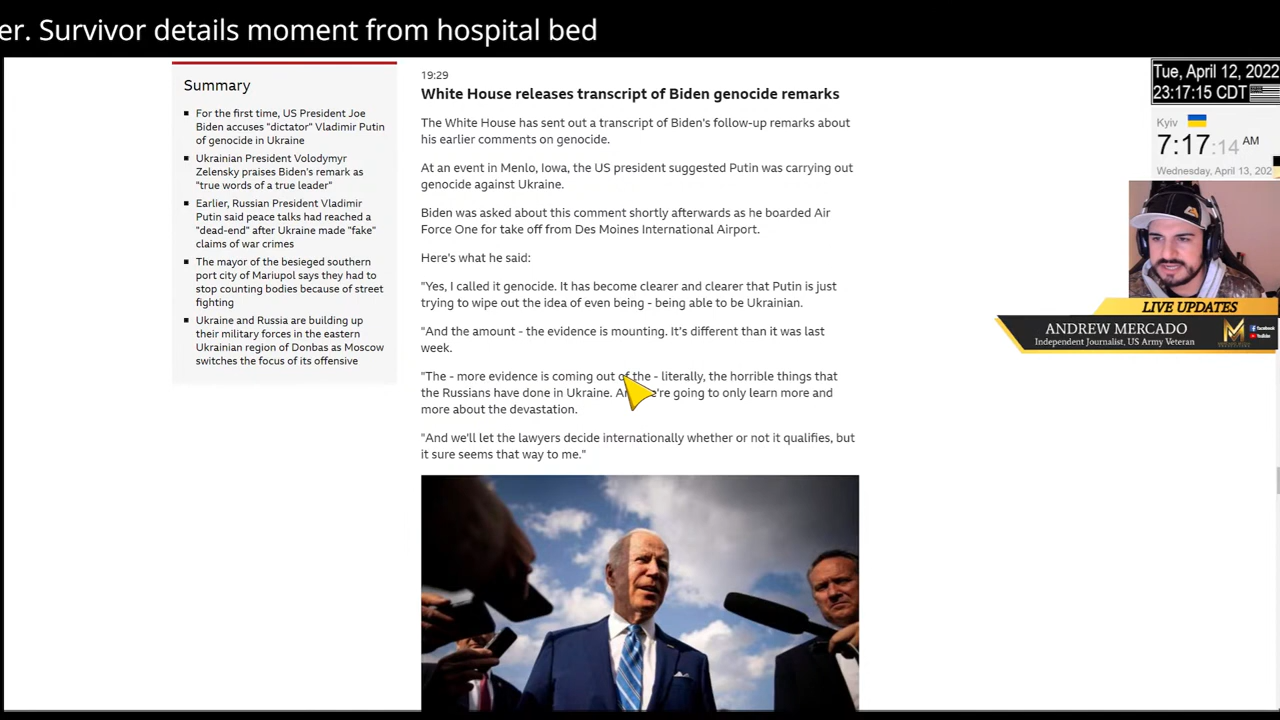 er. Survivor details moment from hospital bed
Summary
For the first time, US President Joe
Biden accuses "dictator" Vladimir Putin
of genocide in Ukraine
Ukrainian President Volodymyr
Zelensky praises Biden's remark as
"true words of a true leader"
Earlier, Russian President Vladimir
Putin said peace talks had reached a
"dead-end" after Ukraine made "fake"
claims of war crimes
The mayor of the besieged southern
port city of Mariupol says they had to
stop counting bodies because of street
fighting
Ukraine and Russia are building up
their military forces in the eastern
Ukrainian region of Donbas as Moscow
switches the focus of its offensive
19:29
White House releases transcript of Biden genocide remarks
The White House has sent out a transcript of Biden's follow-up remarks about
his earlier comments on genocide.
At an event in Menlo, Iowa, the US president suggested Putin was carrying out
genocide against Ukraine.
Biden was asked about this comment shortly afterwards as he boarded Air
Force One for take off from Des Moines International Airport.
Here's what he said:
"Yes, I called it genocide. It has become clearer and clearer that Putin is just
trying to wipe out the idea of even being - being able to be Ukrainian.
"And the amount - the evidence is mounting. It's different than it was last
week.
"The - more evidence is coming out of the - literally, the horrible things that
the Russians have done in Ukraine. going to only learn more and
more about the devastation.
"And we'll let the lawyers decide internationally whether or not it qualifies, but
it sure seems that way to me."
Tue, April 12, 2022
23:17:15 CDT
Kyiv
7:17:14 AM
Wednesday, April 13, 202
LIVE UPDATES
ANDREW MERCADO
Independent Journalist, US Army Veteran
facebook
YouTube